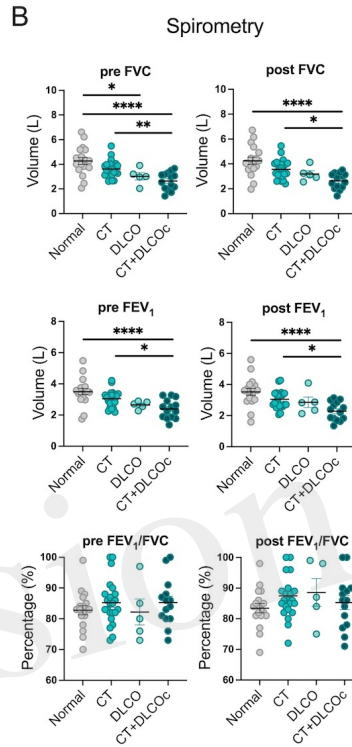 B
Spirometry
pre FVC
*
****
**
Volume (L)
10
8
6
4
2
0
Normal
CT
DLCO
CT+DLCOc
post FVC
****
*
Volume (L)
10
8
6
4
2
0
Normal
CT
DLCO
CT+DLCOc
pre FEV₁
****
*
Volume (L)
8
6
4
2
0
Normal
CT
DLCO
CT+DLCOc
post FEV₁
****
*
Volume (L)
8
6
4
2
0
Normal
CT
DLCO
CT+DLCOc
pre FEV₁/FVC
Percentage (%)
100
90
80
70
60
Normal
CT
DLCO
CT+DLCOc
post FEV₁/FVC
Percentage (%)
100
90
80
70
60
Normal
CT
DLCO
CT+DLCOc